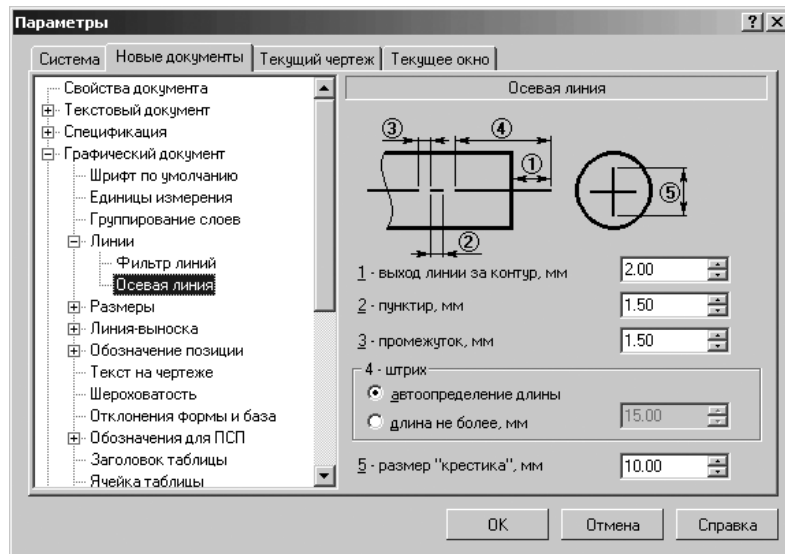 Параметры
Система Новые документы Текущий чертеж Текущее окно
Свойства документа
Текстовый документ
Спецификация
Графический документ
Шрифт по умолчанию
Единицы измерения
Группирование слоев
Линии
Фильтр линий
Осевая линия
Размеры
Линия-выноска
Обозначение позиции
Текст на чертеже
Шероховатость
Отклонения формы и база
Обозначения для ПСП
Заголовок таблицы
Ячейка таблицы
Осевая линия
3 4
1
5
2
1 - выход линии за контур, мм 2.00
2 - пунктир, мм 1.50
3 - промежуток, мм 1.50
4 - штрих
автоопределение длины
длина не более, мм 15.00
5 - размер "крестика", мм 10.00
OK Отмена Справка